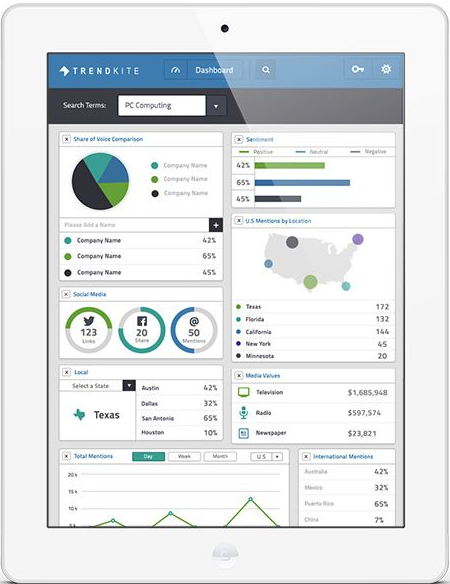 TRENDKITE
Dashboard
Search Terms:
PC Computing
x Share of Voice Comparison
Company Name
Company Name
Company Name
Please Add a Name +
Company Name 42%
Company Name 65%
Company Name 45%
x Social Media
123
Links
20
Share
@
50
Mentions
x Local
Select a State
Texas
Austin 42%
Dallas 32%
San Antonio 65%
Houston 10%
x Sentiment
Positive Neutral Negative
42%
65%
45%
x U.S Mentions by Location
Texas 172
Florida 132
California 144
New York 45
Minnesota 20
x Media Values
Television $1,685,948
Radio $597,574
Newspaper $23,821
x Total Mentions Day Week Month U.S
20 k
15 k
10 k
5 k
x International Mentions
Australia 42%
Mexico 32%
Puerto Rico 65%
China 7%